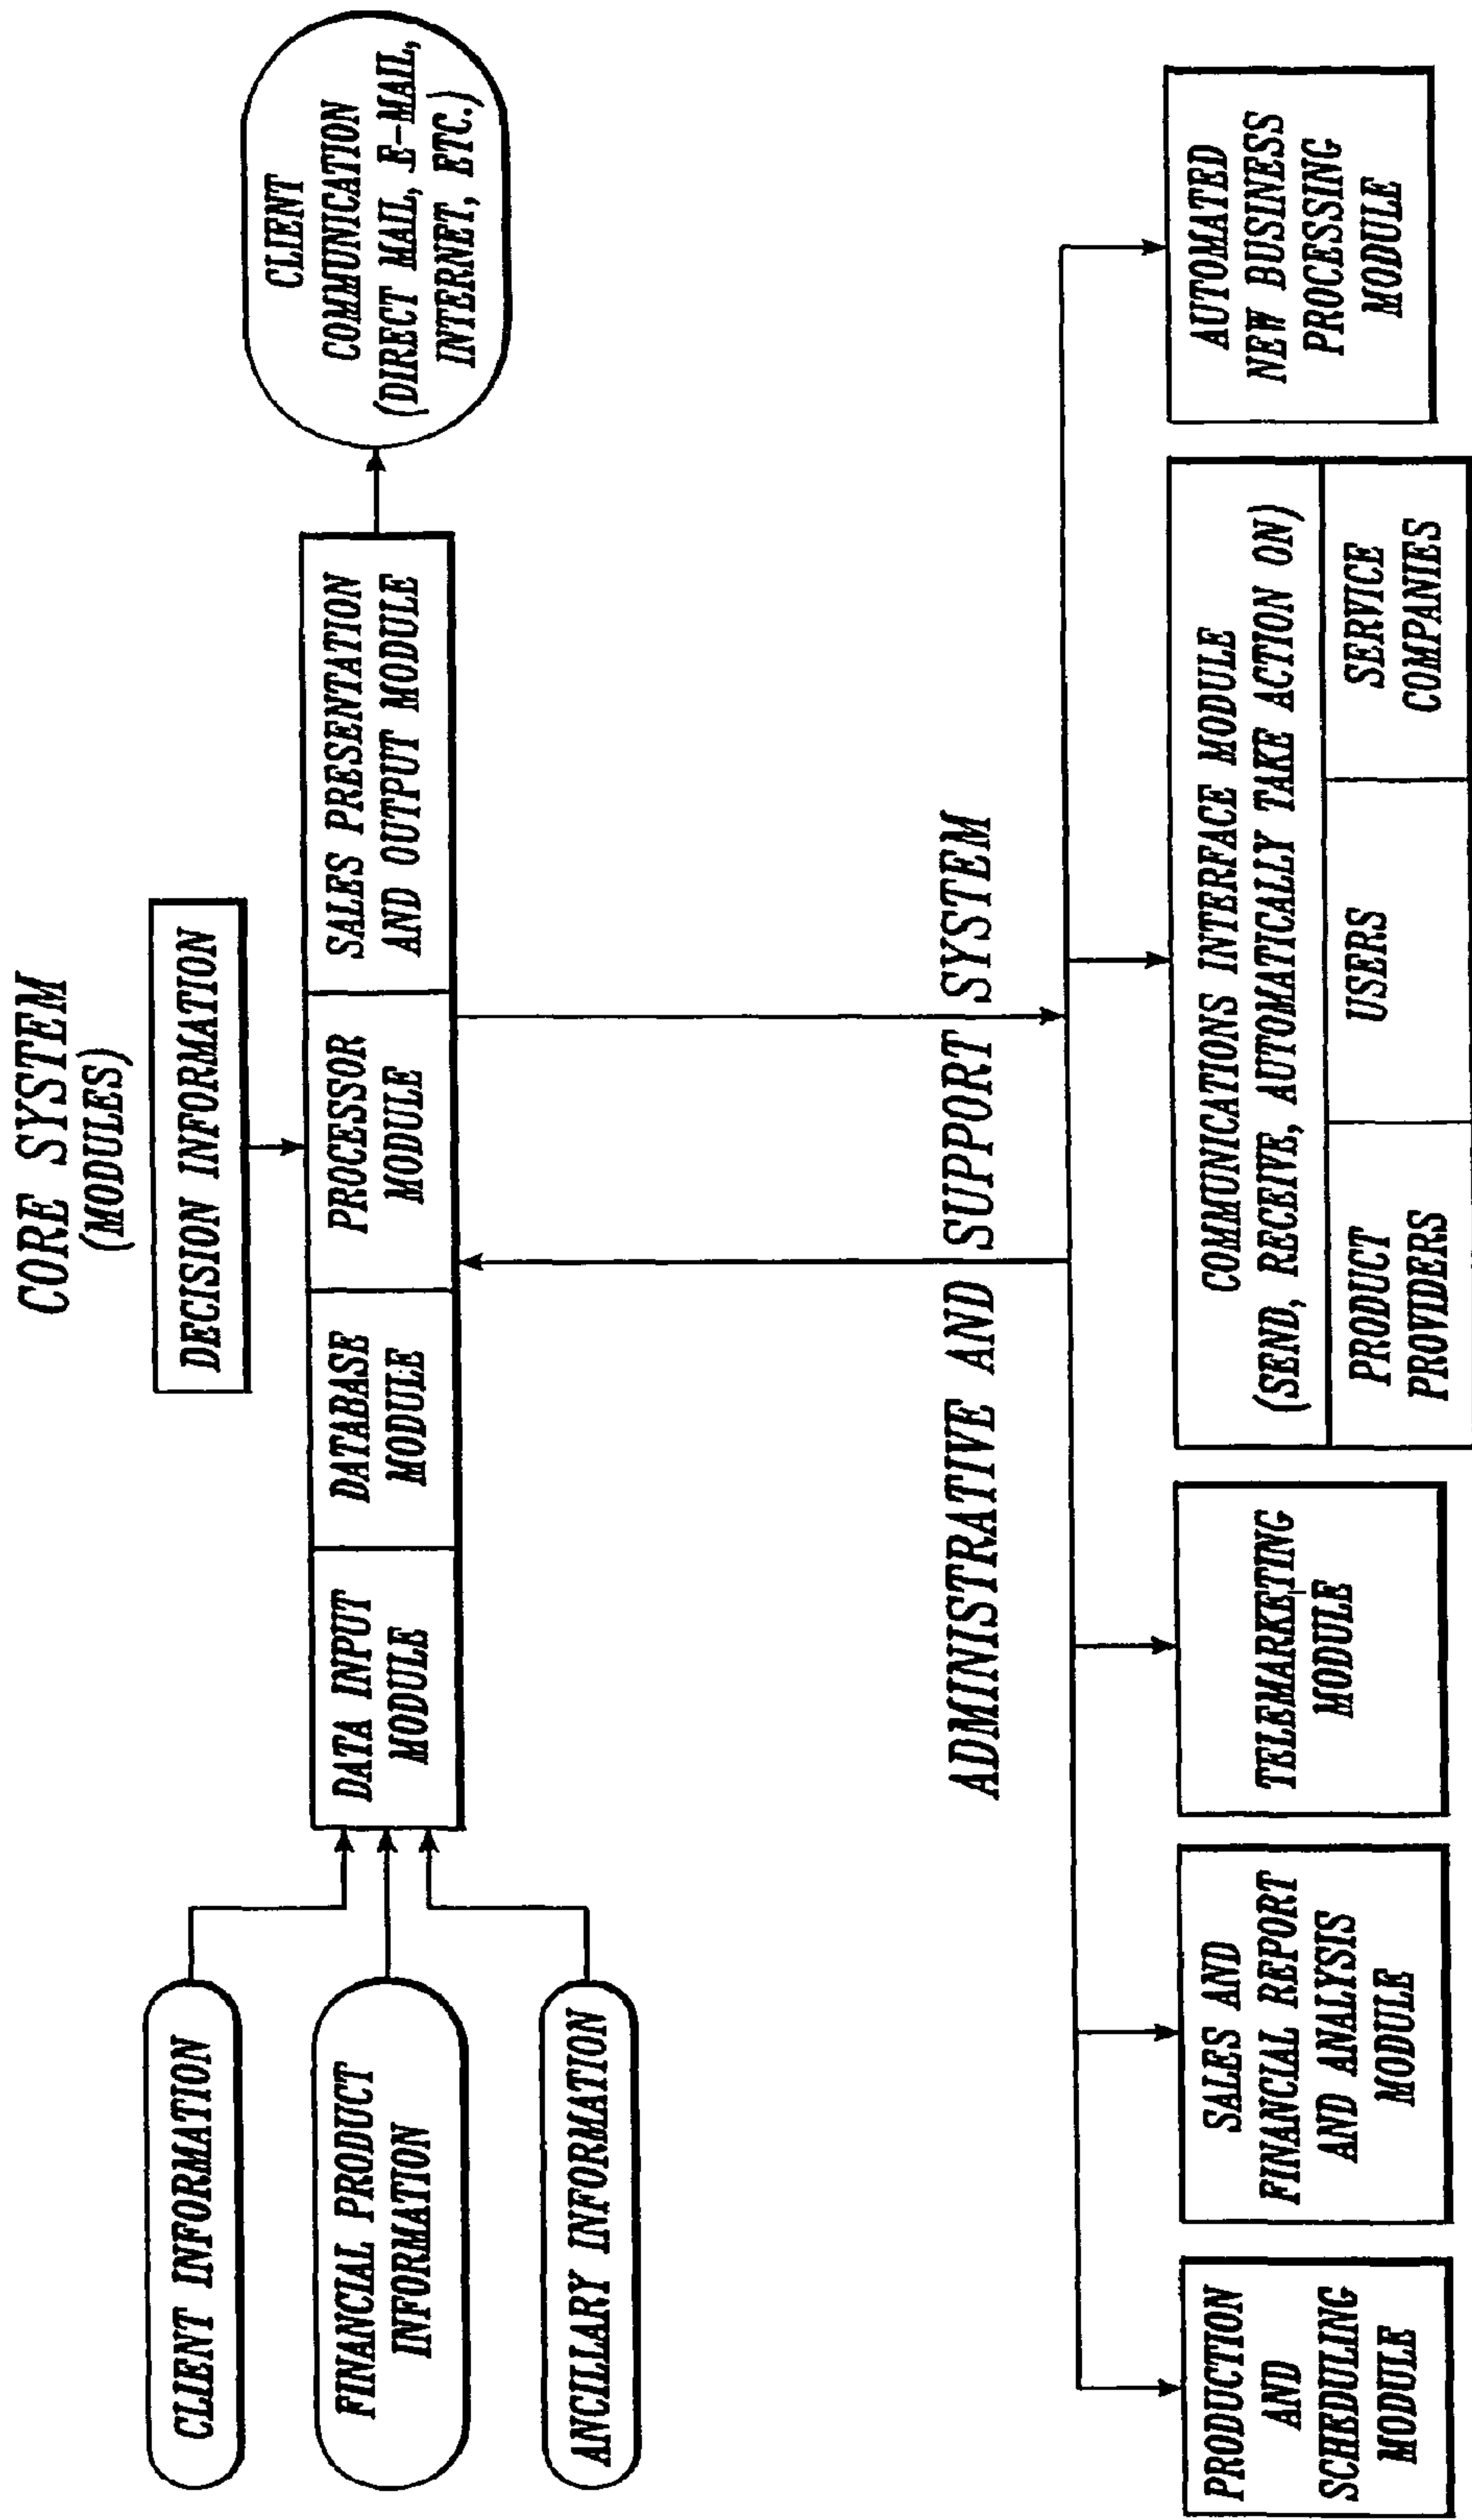 CORE SYSTEM
(MODULES)
DECISION INFORMATION
CLIENT INFORMATION
FINANCIAL PRODUCT
INFORMATION
ANCILLARY INFORMATION
DATA INPUT
MODULE
DATABASE
MODULE
PROCESSOR
MODULE
SALES PRESENTATION
AND OUTPUT MODULE
CLIENT
COMMUNICATION
(DIRECT MAIL, E-MAIL,
INTERNET, ETC.)
ADMINISTRATIVE AND SUPPORT SYSTEM
PRODUCTION
AND
SCHEDULING
MODULE
SALES AND
FINANCIAL REPORT
AND ANALYSIS
MODULE
TELEMARKETING
MODULE
COMMUNICATIONS INTERFACE MODULE
(SEND, RECEIVE, AUTOMATICALLY TAKE ACTION ON)
PRODUCT
PROVIDERS
USERS
SERVICE
COMPANIES
AUTOMATED
NEW BUSINESS
PROCESSING
MODULE